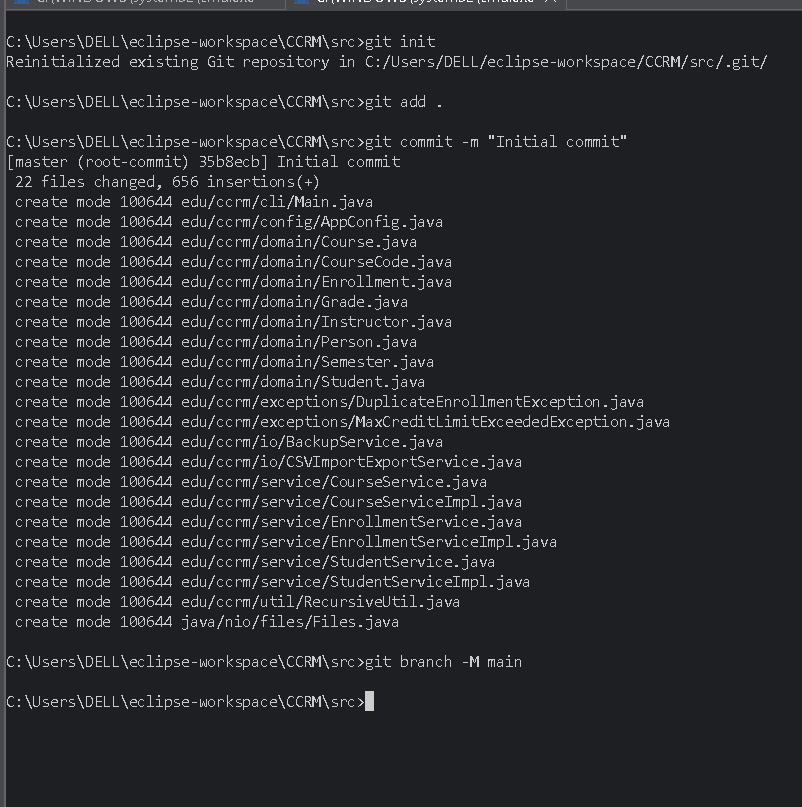 C:\Users\DELL\eclipse-workspace\CCRM\src>git init
Reinitialized existing Git repository in C:/Users/DELL/eclipse-workspace/CCRM/src/.git/
C:\Users\DELL\eclipse-workspace\CCRM\src>git add .
C:\Users\DELL\eclipse-workspace\CCRM\src>git commit -m "Initial commit"
[master (root-commit) 35b8ecb] Initial commit
22 files changed, 656 insertions(+)
create mode 100644 edu/ccrm/cli/Main.java
create mode 100644 edu/ccrm/config/AppConfig.java
create mode 100644 edu/ccrm/domain/Course.java
create mode 100644 edu/ccrm/domain/CourseCode.java
create mode 100644 edu/ccrm/domain/Enrollment.java
create mode 100644 edu/ccrm/domain/Grade.java
create mode 100644 edu/ccrm/domain/Instructor.java
create mode 100644 edu/ccrm/domain/Person.java
create mode 100644 edu/ccrm/domain/Semester.java
create mode 100644 edu/ccrm/domain/Student.java
create mode 100644 edu/ccrm/exceptions/DuplicateEnrollmentException.java
create mode 100644 edu/ccrm/exceptions/MaxCreditLimitExceededException.java
create mode 100644 edu/ccrm/io/BackupService.java
create mode 100644 edu/ccrm/io/CSVImportExportService.java
create mode 100644 edu/ccrm/service/CourseService.java
create mode 100644 edu/ccrm/service/CourseServiceImpl.java
create mode 100644 edu/ccrm/service/EnrollmentService.java
create mode 100644 edu/ccrm/service/EnrollmentServiceImpl.java
create mode 100644 edu/ccrm/service/StudentService.java
create mode 100644 edu/ccrm/service/StudentServiceImpl.java
create mode 100644 edu/ccrm/util/RecursiveUtil.java
create mode 100644 java/nio/files/Files.java
C:\Users\DELL\eclipse-workspace\CCRM\src>git branch -M main
C:\Users\DELL\eclipse-workspace\CCRM\src>